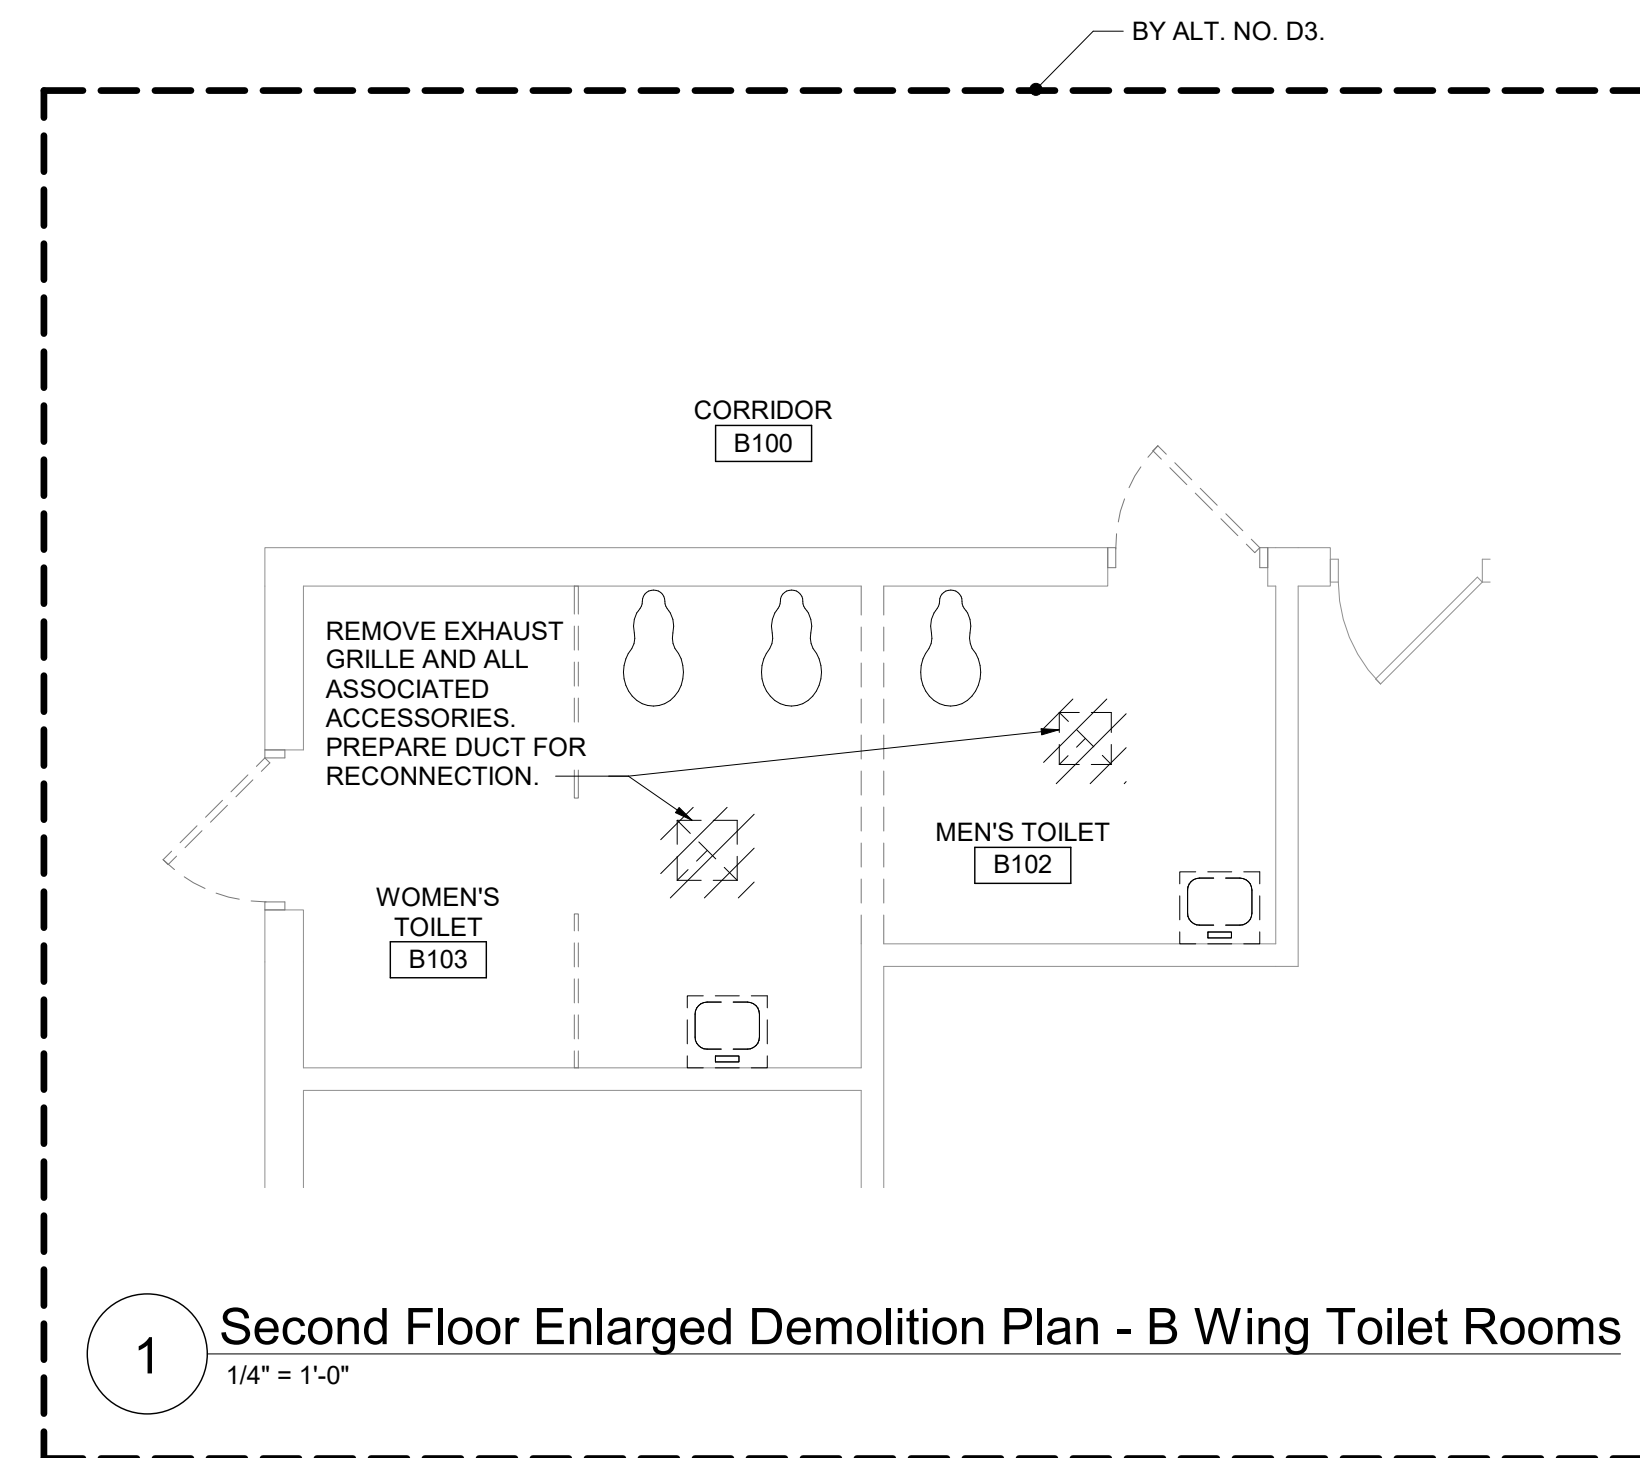 BY ALT. NO. D3.
CORRIDOR
B100
REMOVE EXHAUST
GRILLE AND ALL
ASSOCIATED
ACCESSORIES.
PREPARE DUCT FOR
RECONNECTION.
MEN'S TOILET
B102
WOMEN'S
TOILET
B103
1
Second Floor Enlarged Demolition Plan - B Wing Toilet Rooms
1/4" = 1'-0"